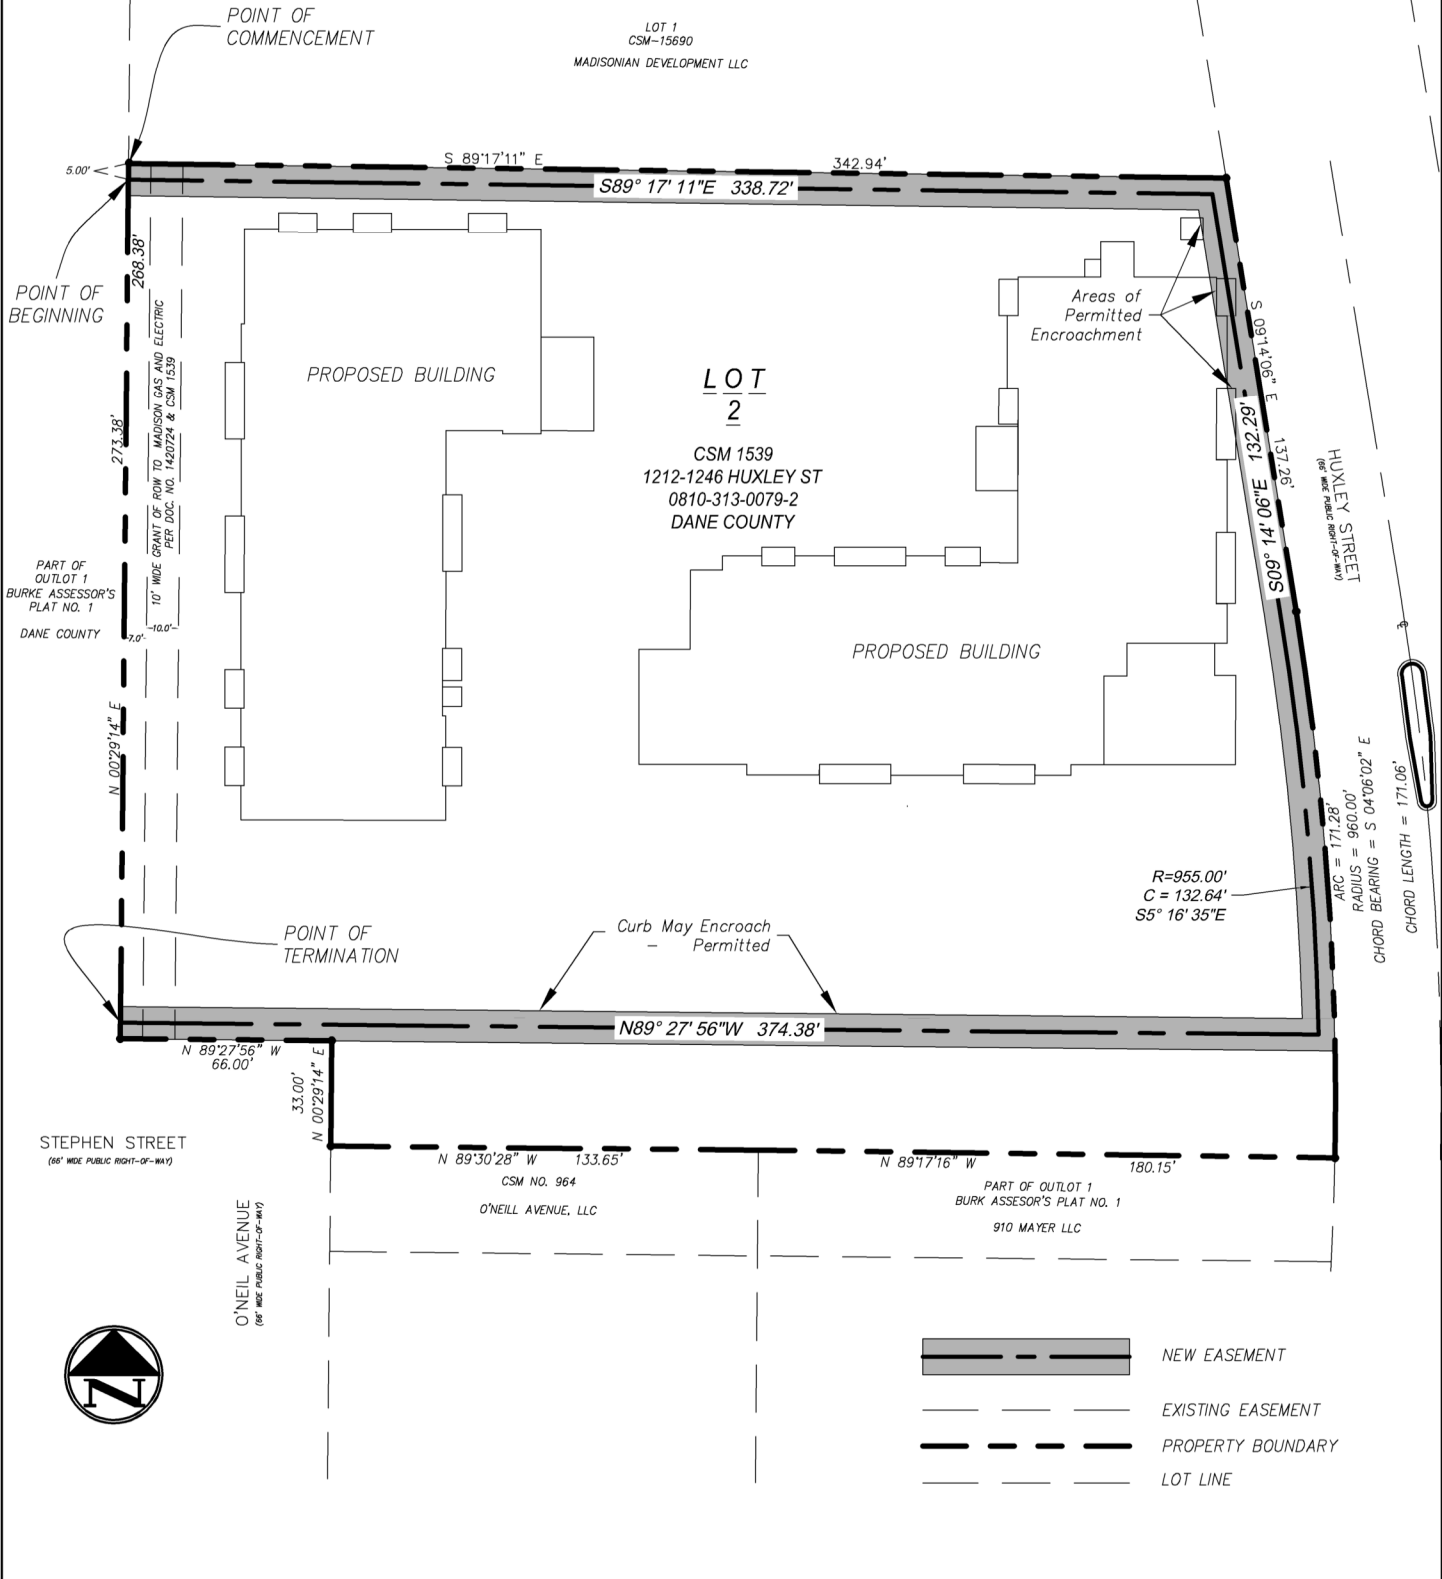 POINT OF
COMMENCEMENT
LOT 1
CSM-15690
MADISONIAN DEVELOPMENT LLC
5.00'
S 89°17'11" E
342.94'
S89° 17' 11"E 338.72'
POINT OF
BEGINNING
268.38'
273.38'
N 00°29'14" E
10' WIDE GRANT OF ROW TO MADISON GAS AND ELECTRIC
PER DOC. NO. 1420724 & CSM 1539
7.0'
10.0'
PART OF
OUTLOT 1
BURKE ASSESSOR'S
PLAT NO. 1
DANE COUNTY
PROPOSED BUILDING
LOT
2
CSM 1539
1212-1246 HUXLEY ST
0810-313-0079-2
DANE COUNTY
Areas of
Permitted
Encroachment
S 09°14'06" E
137.26'
S09° 14' 06"E 132.29'
HUXLEY STREET
(66' WIDE PUBLIC RIGHT-OF-WAY)
PROPOSED BUILDING
ARC = 171.28'
RADIUS = 960.00'
CHORD BEARING = S 04°06'02" E
CHORD LENGTH = 171.06'
R=955.00'
C = 132.64'
S5° 16' 35"E
POINT OF
TERMINATION
Curb May Encroach
- Permitted
N89° 27' 56"W 374.38'
N 89°27'56" W
66.00'
33.00'
N 00°29'14" E
STEPHEN STREET
(66' WIDE PUBLIC RIGHT-OF-WAY)
N 89°30'28" W
133.65'
CSM NO. 964
O'NEILL AVENUE, LLC
N 89°17'16" W
180.15'
PART OF OUTLOT 1
BURK ASSESOR'S PLAT NO. 1
910 MAYER LLC
O'NEIL AVENUE
(66' WIDE PUBLIC RIGHT-OF-WAY)
N
NEW EASEMENT
EXISTING EASEMENT
PROPERTY BOUNDARY
LOT LINE